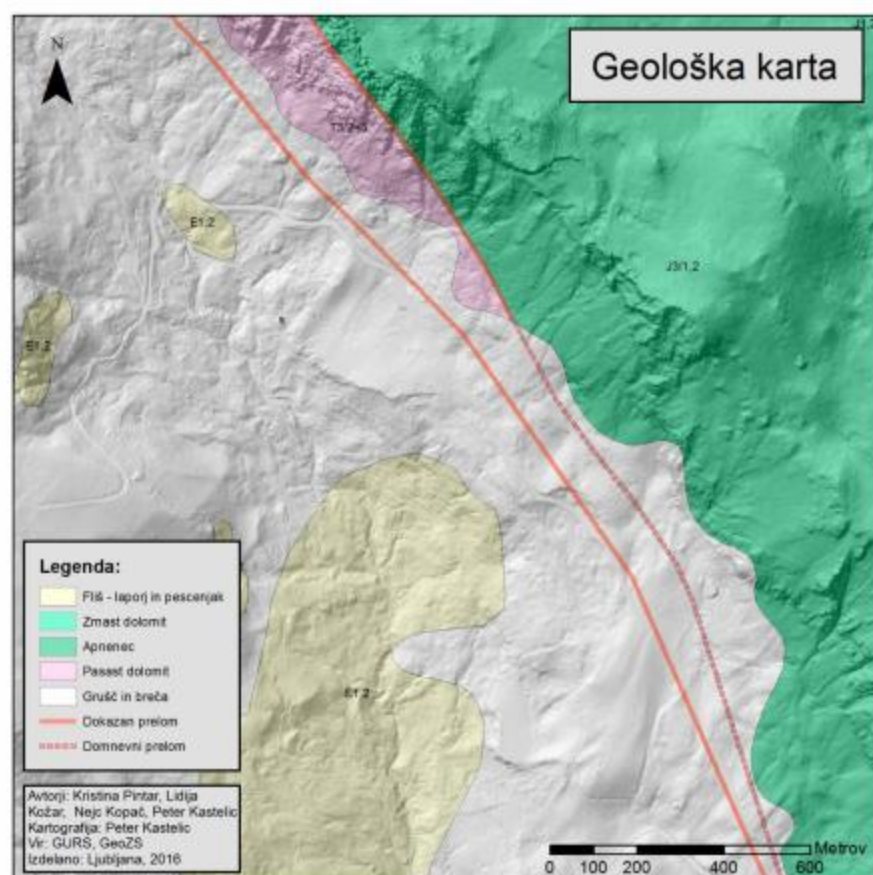 Geološka karta
N
E1,2
J3/1,2
E1,2
E1,2
Legenda:
Fliš - laporj in pescenjak
Zrnast dolomit
Apnenec
Pasast dolomit
Grušč in breča
Dokazan prelom
Domnevni prelom
Avtorji: Kristina Pintar, Lidija
Kožar, Nejc Kopač, Peter Kastelic
Kartografija: Peter Kastelic
Vir: GURS, GeoZS
Izdelano: Ljubljana, 2016
Metrov
0 100 200 400 600